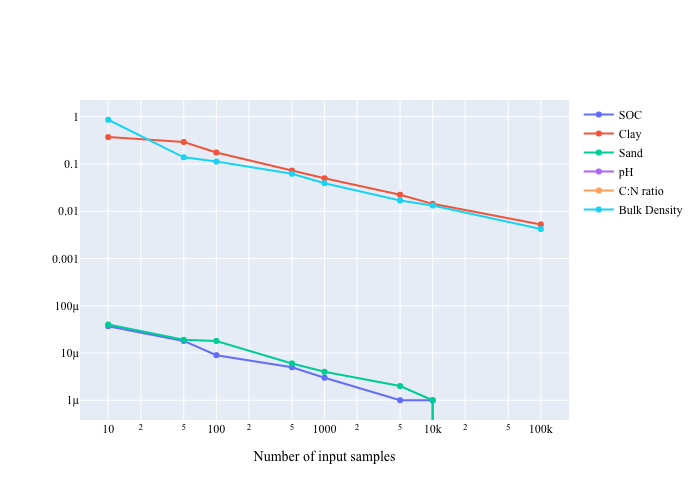 1
0.1
0.01
0.001
100μ
10μ
1μ
10 2 5 100 2 5 1000 2 5 10k 2 5 100k
Number of input samples
SOC
Clay
Sand
pH
C:N ratio
Bulk Density